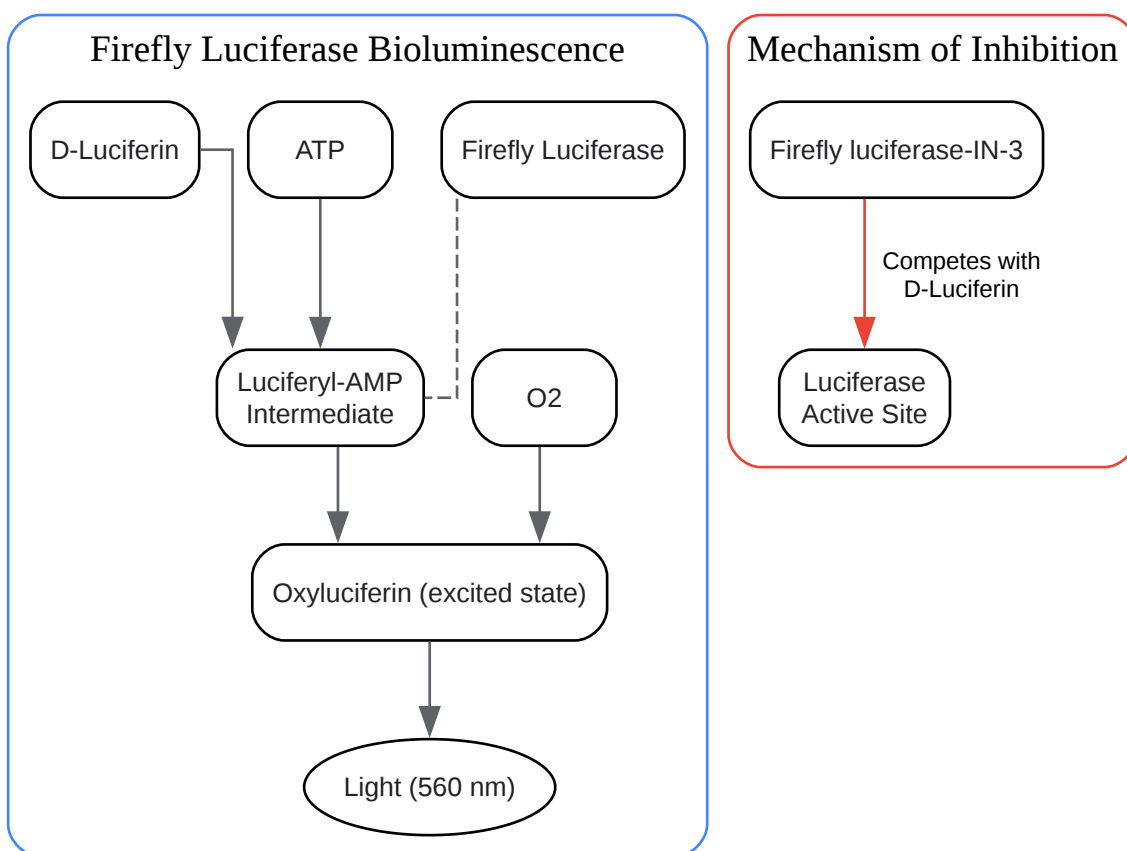 Firefly Luciferase Bioluminescence
D-Luciferin
ATP
Firefly Luciferase
Luciferyl-AMP
Intermediate
O2
Oxyluciferin (excited state)
Light (560 nm)
Mechanism of Inhibition
Firefly luciferase-IN-3
Competes with
D-Luciferin
Luciferase
Active Site